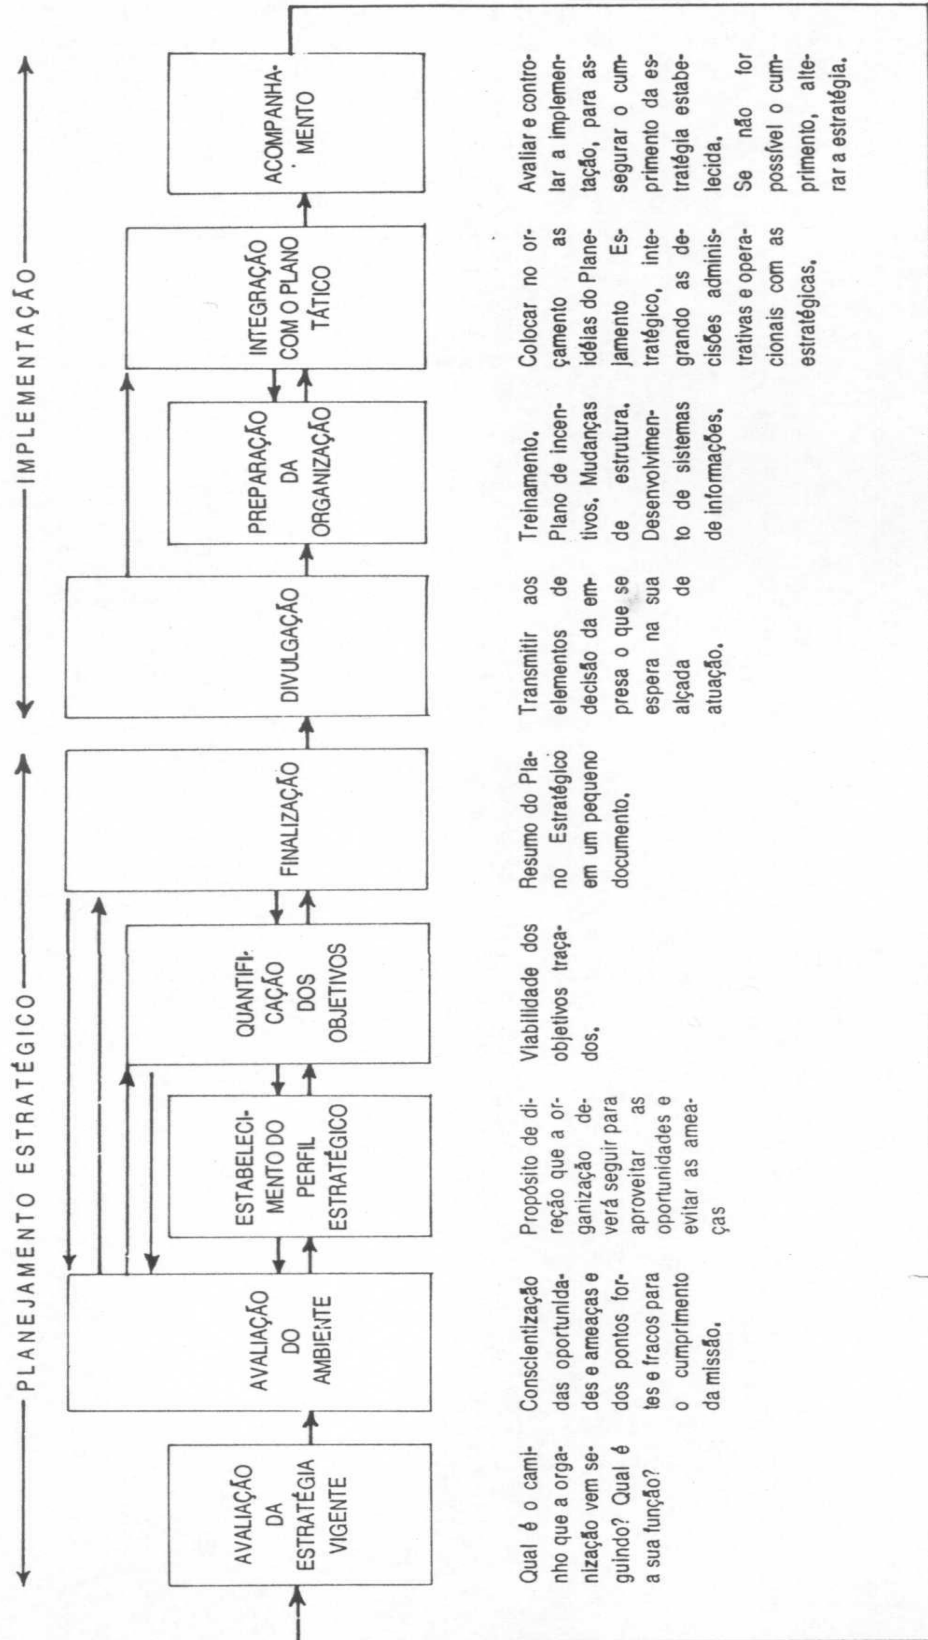 PLANEJAMENTO ESTRATÉGICO
IMPLEMENTAÇÃO
AVALIAÇÃO
DA
ESTRATÉGIA
VIGENTE
AVALIAÇÃO
DO
AMBIENTE
ESTABELECI-
MENTO DO
PERFIL
ESTRATÉGICO
QUANTIFI-
CAÇÃO
DOS
OBJETIVOS
FINALIZAÇÃO
DIVULGAÇÃO
PREPARAÇÃO
DA
ORGANIZAÇÃO
INTEGRAÇÃO
COM O PLANO
TÁTICO
ACOMPANHA-
MENTO
Qual é o cami-
nho que a orga-
nização vem se-
guindo? Qual é
a sua função?
Conscientização
das oportunida-
des e ameaças e
dos pontos for-
tes e fracos para
o cumprimento
da missão.
Propósito de di-
reção que a or-
ganização de-
verá seguir para
aproveitar as
oportunidades e
evitar as amea-
ças
Viabilidade dos
objetivos traça-
dos.
Resumo do Pla-
no Estratégico
em um pequeno
documento.
Transmitir aos
elementos de
decisão da em-
presa o que se
espera na sua
alçada de
atuação.
Treinamento.
Plano de incen-
tivos. Mudanças
de estrutura.
Desenvolvimen-
to de sistemas
de informações.
Colocar no or-
çamento as
idéias do Plane-
jamento Es-
tratégico, inte-
grando as de-
cisões adminis-
trativas e opera-
cionais com as
estratégicas.
Avaliar e contro-
lar a implemen-
tação, para as-
segurar o cum-
primento da es-
tratégia estabe-
lecida.
Se não for
possível o cum-
primento, alte-
rar a estratégia.